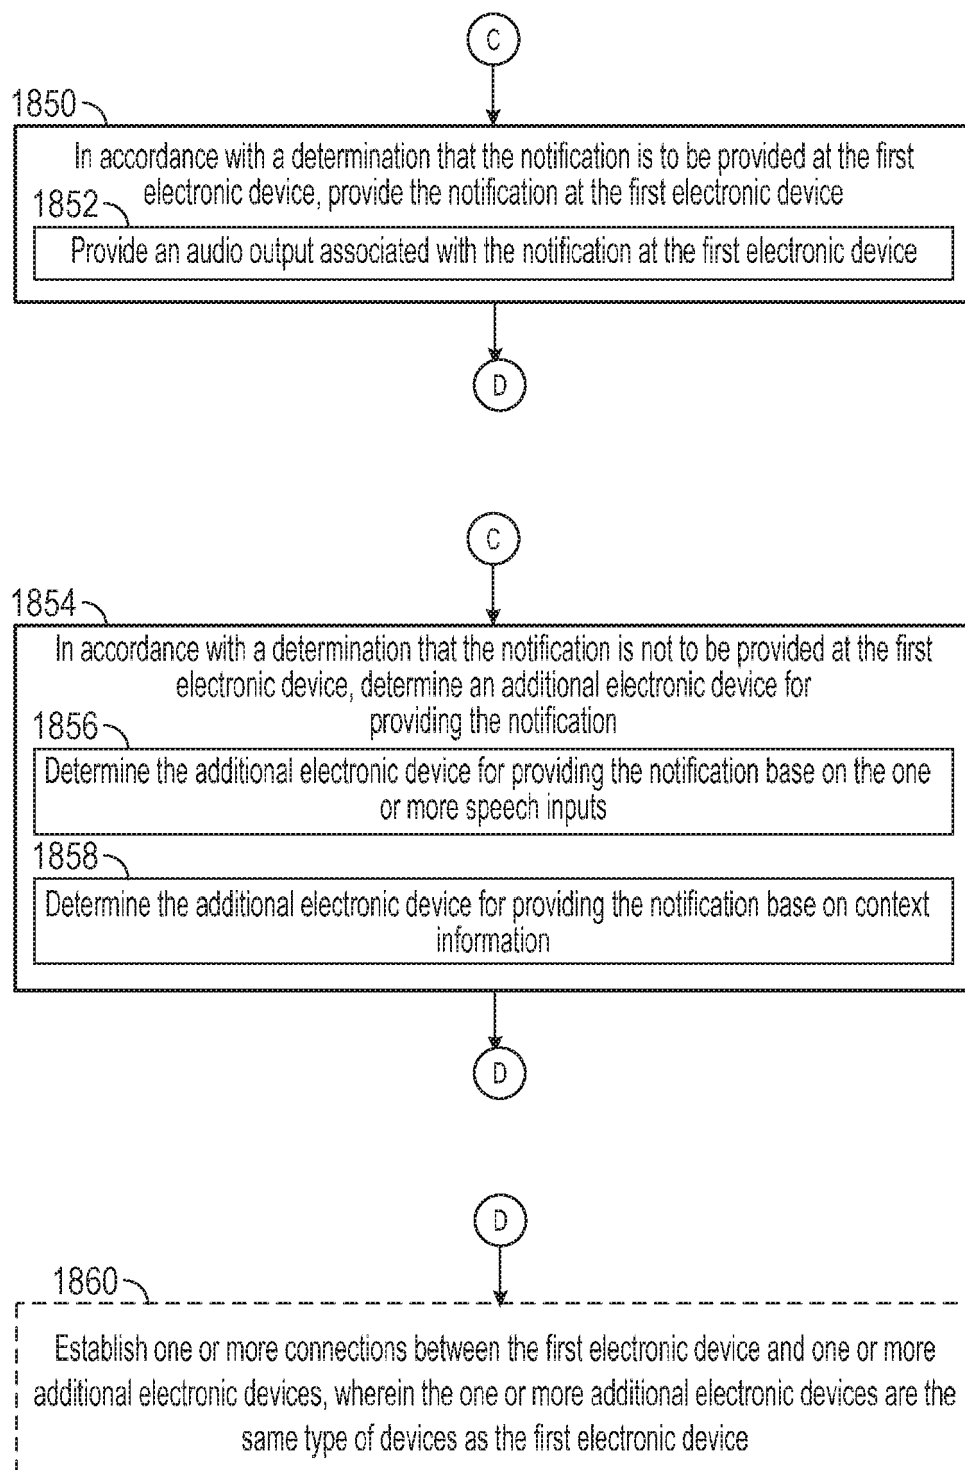 C
1850
In accordance with a determination that the notification is to be provided at the first
electronic device, provide the notification at the first electronic device
1852
Provide an audio output associated with the notification at the first electronic device
D
C
1854
In accordance with a determination that the notification is not to be provided at the first
electronic device, determine an additional electronic device for
providing the notification
1856
Determine the additional electronic device for providing the notification base on the one
or more speech inputs
1858
Determine the additional electronic device for providing the notification base on context
information
D
D
1860
Establish one or more connections between the first electronic device and one or more
additional electronic devices, wherein the one or more additional electronic devices are the
same type of devices as the first electronic device